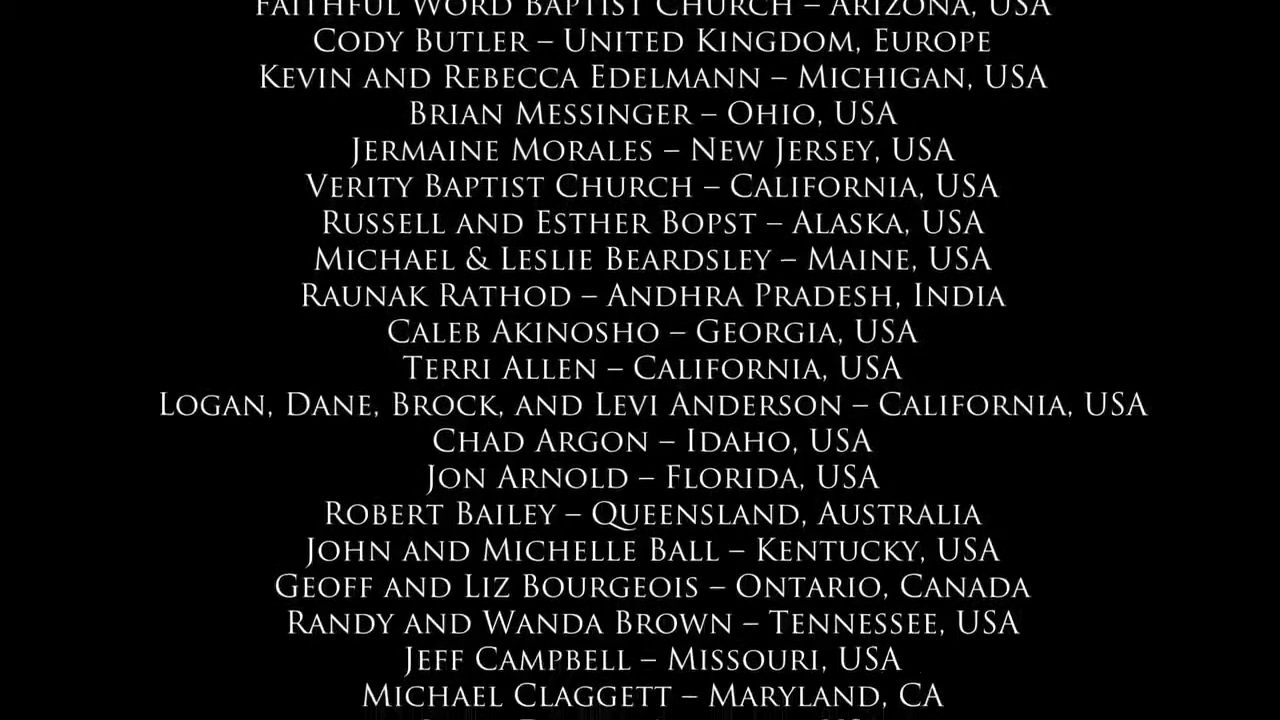 Faithful Word Baptist Church – Arizona, USA
Cody Butler – United Kingdom, Europe
Kevin and Rebecca Edelmann – Michigan, USA
Brian Messinger – Ohio, USA
Jermaine Morales – New Jersey, USA
Verity Baptist Church – California, USA
Russell and Esther Bopst – Alaska, USA
Michael & Leslie Beardsley – Maine, USA
Raunak Rathod – Andhra Pradesh, India
Caleb Akinosho – Georgia, USA
Terri Allen – California, USA
Logan, Dane, Brock, and Levi Anderson – California, USA
Chad Argon – Idaho, USA
Jon Arnold – Florida, USA
Robert Bailey – Queensland, Australia
John and Michelle Ball – Kentucky, USA
Geoff and Liz Bourgeois – Ontario, Canada
Randy and Wanda Brown – Tennessee, USA
Jeff Campbell – Missouri, USA
Michael Claggett – Maryland, CA